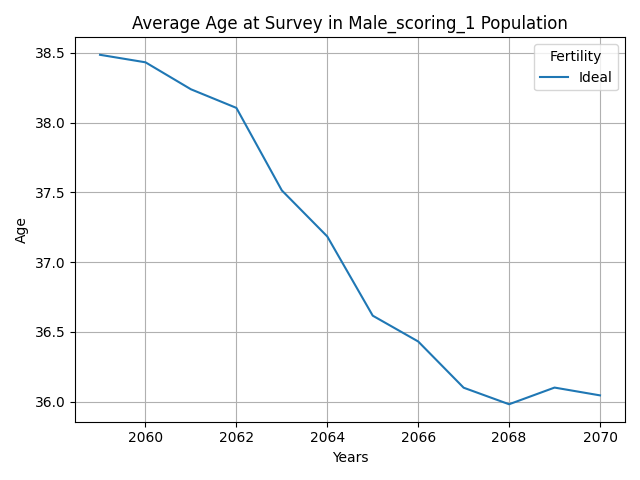 Average Age at Survey in Male_scoring_1 Population
Fertility
Ideal
38.5
38.0
37.5
37.0
36.5
36.0
Age
2060 2062 2064 2066 2068 2070
Years